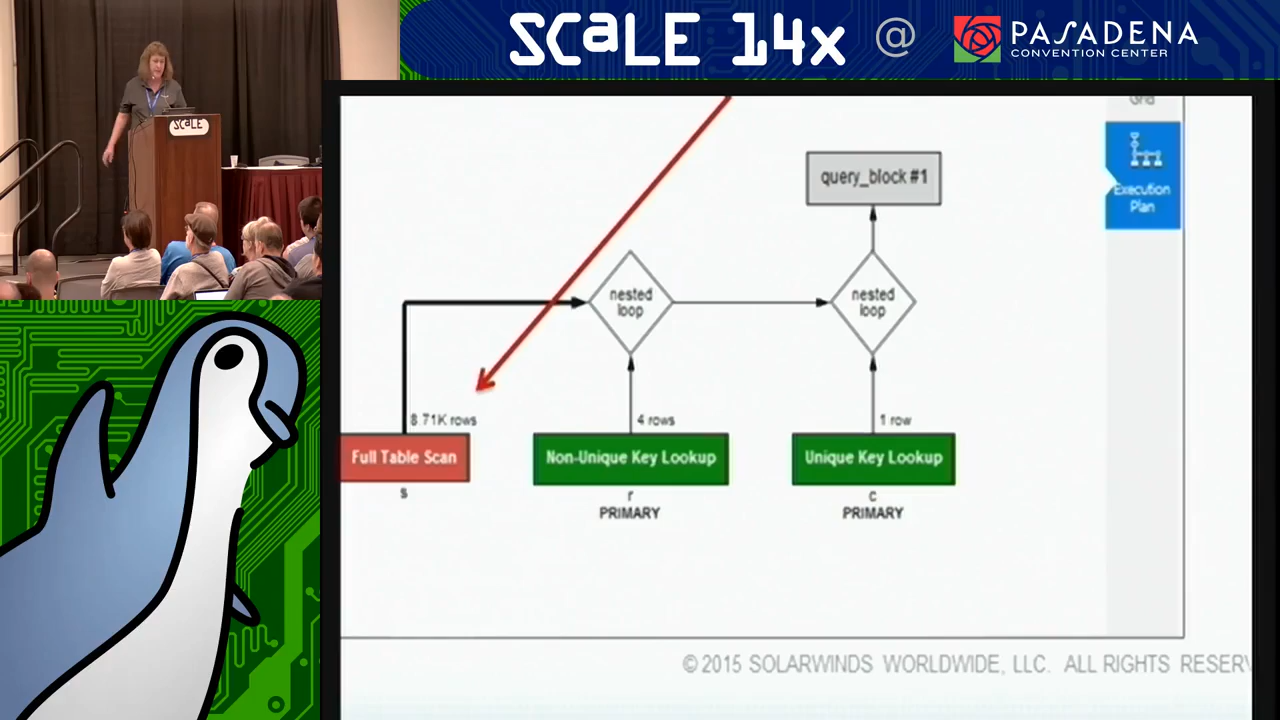 SCaLE 14x @ PASADENA
CONVENTION CENTER
SCALE
Grid
Execution
Plan
query_block #1
nested
loop
nested
loop
8.71K rows
4 rows
1 row
Full Table Scan
Non-Unique Key Lookup
Unique Key Lookup
s
r
c
PRIMARY
PRIMARY
© 2015 SOLARWINDS WORLDWIDE, LLC. ALL RIGHTS RESERV